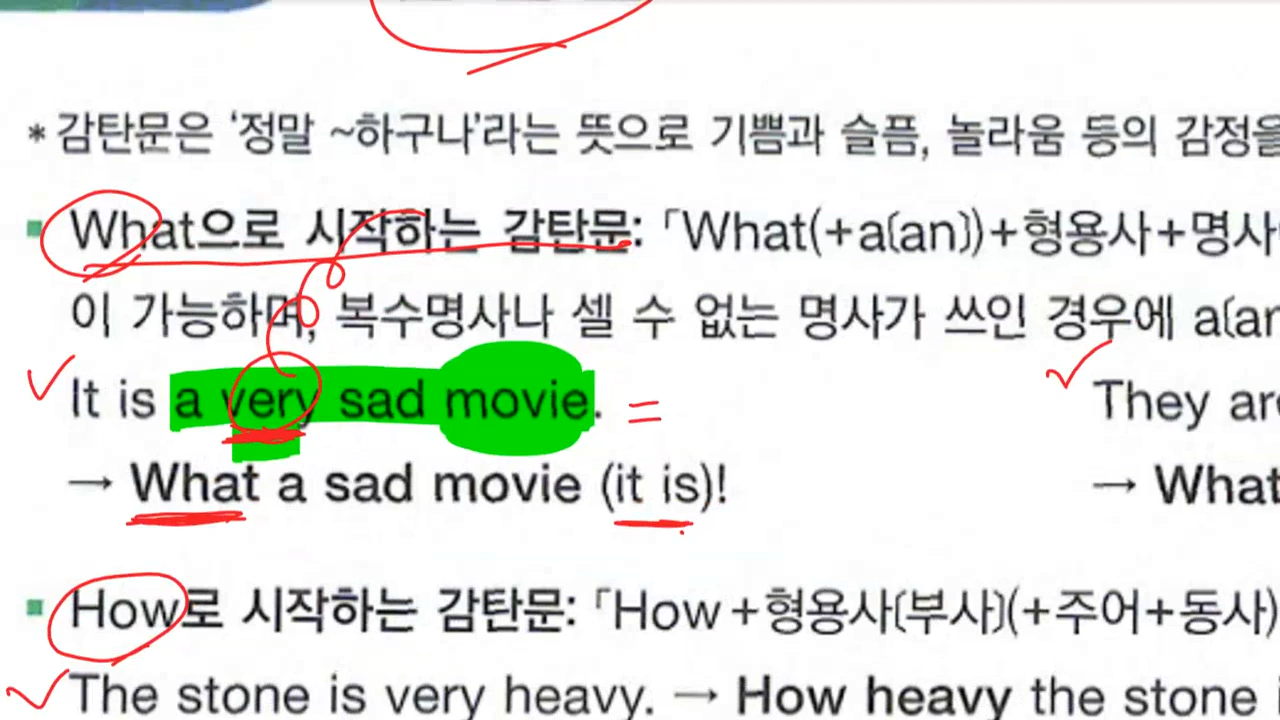 * 감탄문은 '정말 ~하구나'라는 뜻으로 기쁨과 슬픔, 놀라움 등의 감정을
What으로 시작하는 감탄문: 「What(+a(an))+형용사+명사
이 가능하며, 복수명사나 셀 수 없는 명사가 쓰인 경우에 a(an
It is a very sad movie. =
They are
→ What a sad movie (it is)!
→ What
How로 시작하는 감탄문: 「How+형용사(부사)(+주어+동사)
The stone is very heavy. → How heavy the stone i